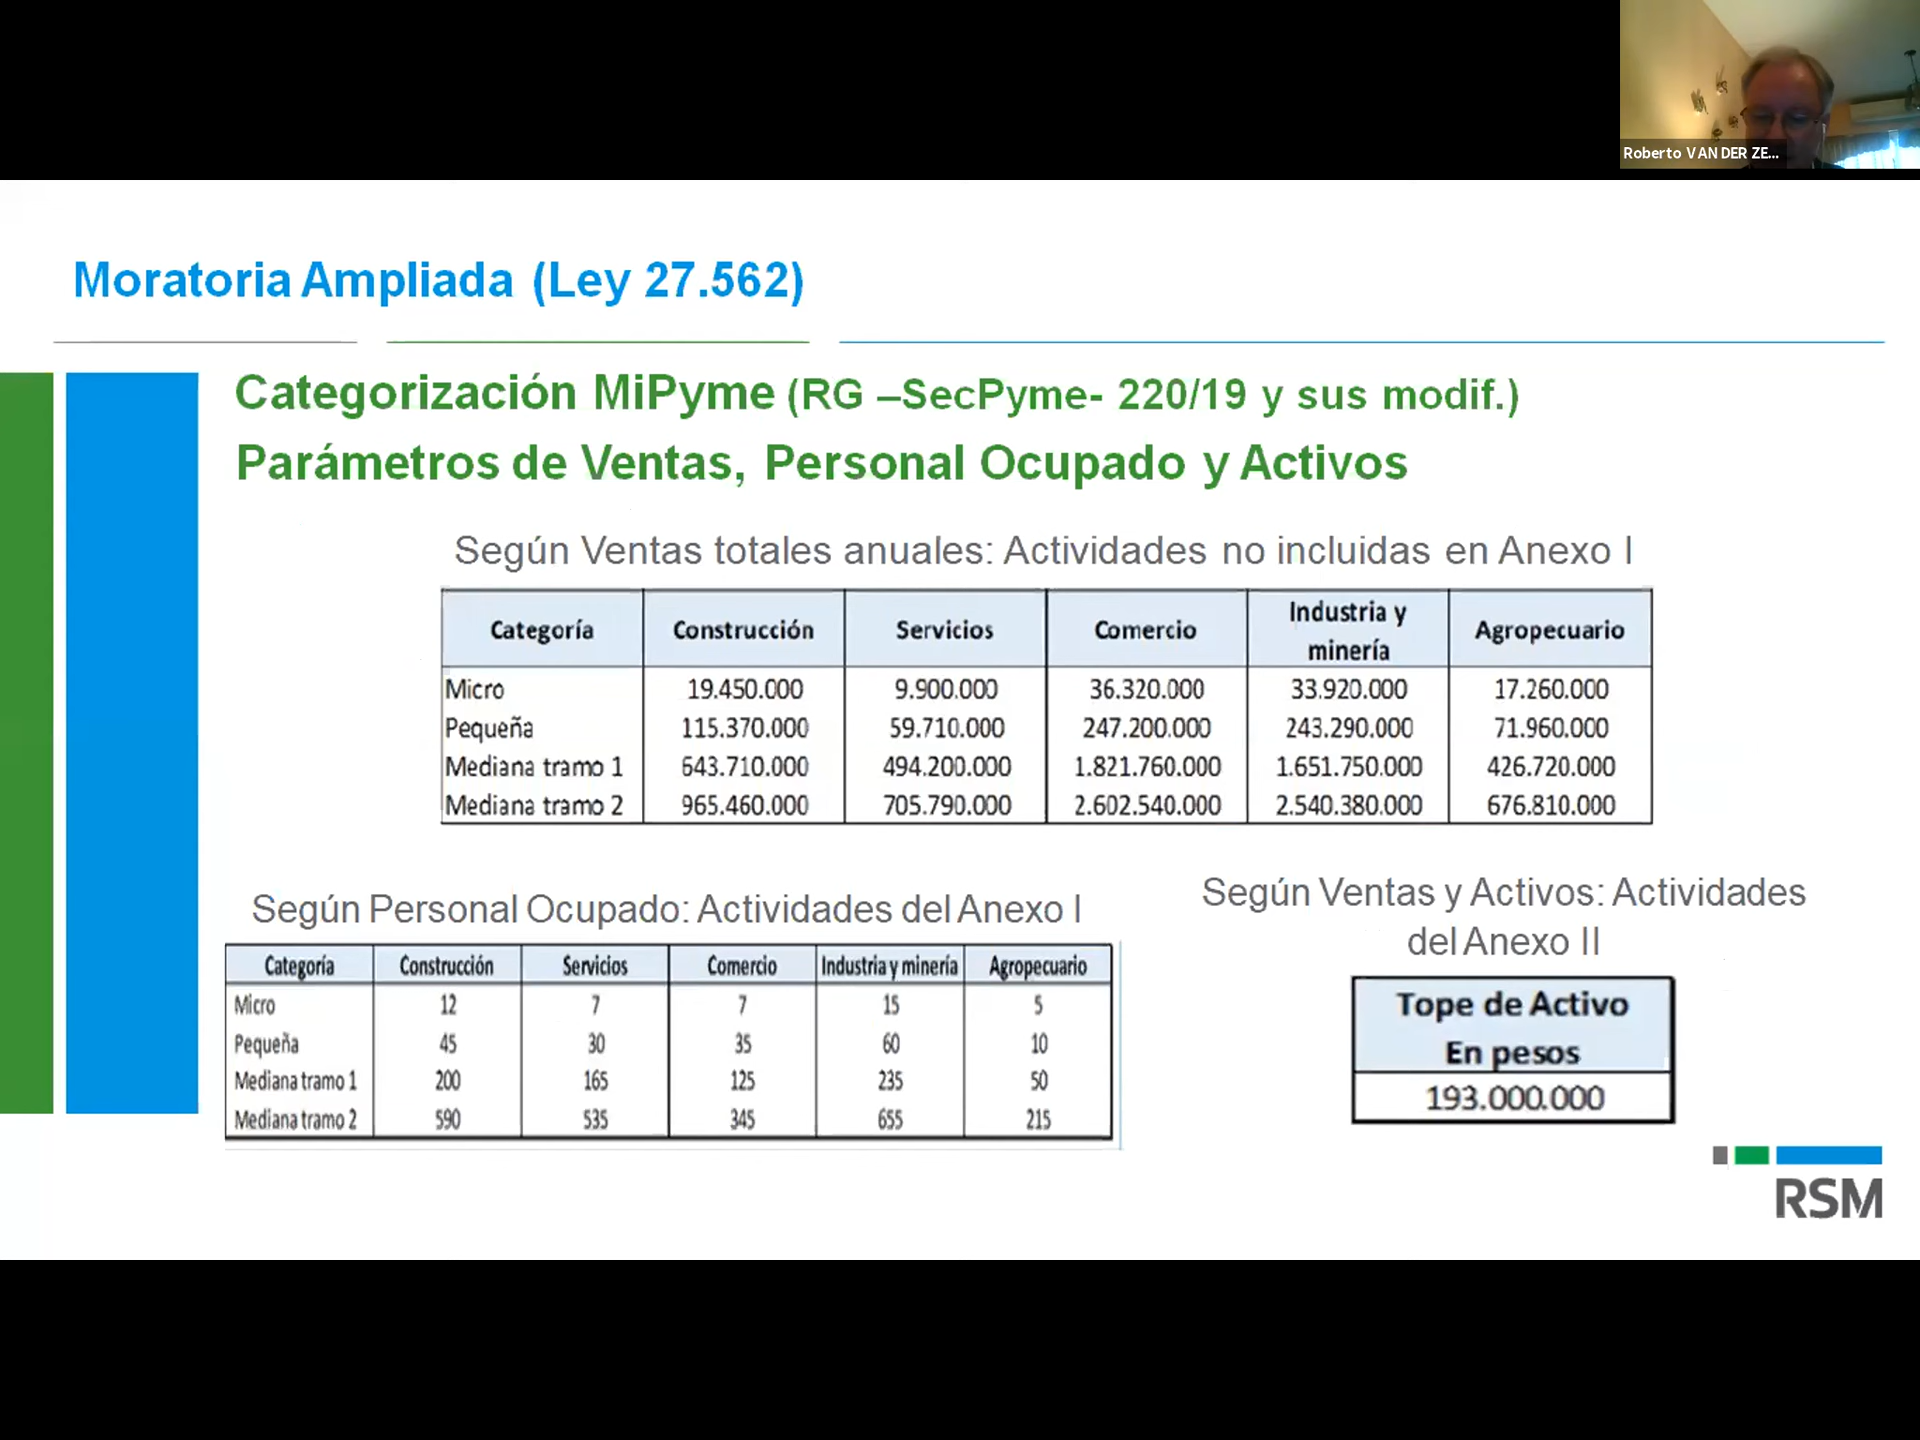 Roberto VAN DER ZE...
Moratoria Ampliada (Ley 27.562)
Categorización MiPyme (RG –SecPyme- 220/19 y sus modif.)
Parámetros de Ventas, Personal Ocupado y Activos
Según Ventas totales anuales: Actividades no incluidas en Anexo I
Categoría Construcción Servicios Comercio Industria y minería Agropecuario
Micro 19.450.000 9.900.000 36.320.000 33.920.000 17.260.000
Pequeña 115.370.000 59.710.000 247.200.000 243.290.000 71.960.000
Mediana tramo 1 643.710.000 494.200.000 1.821.760.000 1.651.750.000 426.720.000
Mediana tramo 2 965.460.000 705.790.000 2.602.540.000 2.540.380.000 676.810.000
Según Personal Ocupado: Actividades del Anexo I
Categoría Construcción Servicios Comercio Industria y minería Agropecuario
Micro 12 7 7 15 5
Pequeña 45 30 35 60 10
Mediana tramo 1 200 165 125 235 50
Mediana tramo 2 590 535 345 655 215
Según Ventas y Activos: Actividades
del Anexo II
Tope de Activo
En pesos
193.000.000
RSM